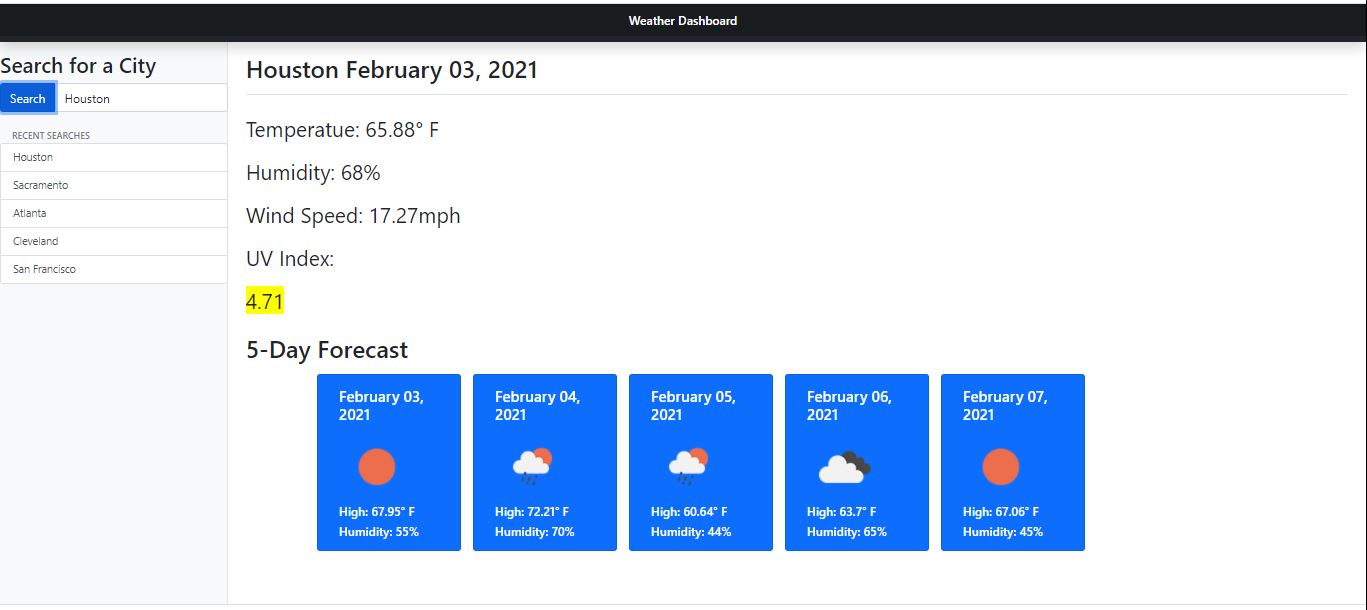 Weather Dashboard
Search for a City
Search
Houston
RECENT SEARCHES
Houston
Sacramento
Atlanta
Cleveland
San Francisco
Houston February 03, 2021
Temperatue: 65.88° F
Humidity: 68%
Wind Speed: 17.27mph
UV Index:
4.71
5-Day Forecast
February 03,
2021
High: 67.95° F
Humidity: 55%
February 04,
2021
High: 72.21° F
Humidity: 70%
February 05,
2021
High: 60.64° F
Humidity: 44%
February 06,
2021
High: 63.7° F
Humidity: 65%
February 07,
2021
High: 67.06° F
Humidity: 45%